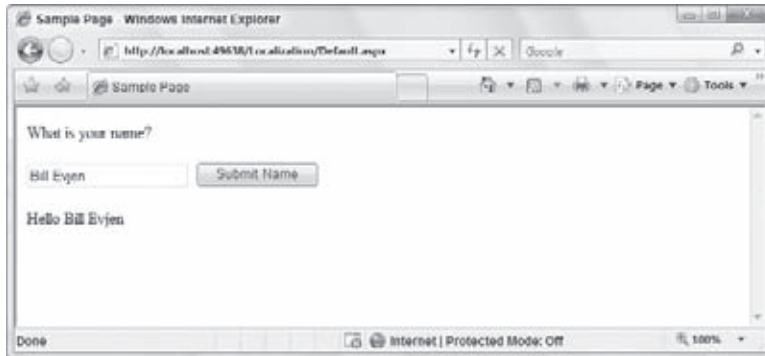 Sample Page - Windows Internet Explorer
http://localhost:49638/Localization/Default.aspx
Google
Sample Page
Page
Tools
What is your name?
Bill Evjen
Submit Name
Hello Bill Evjen
Done
Internet | Protected Mode: Off
100%